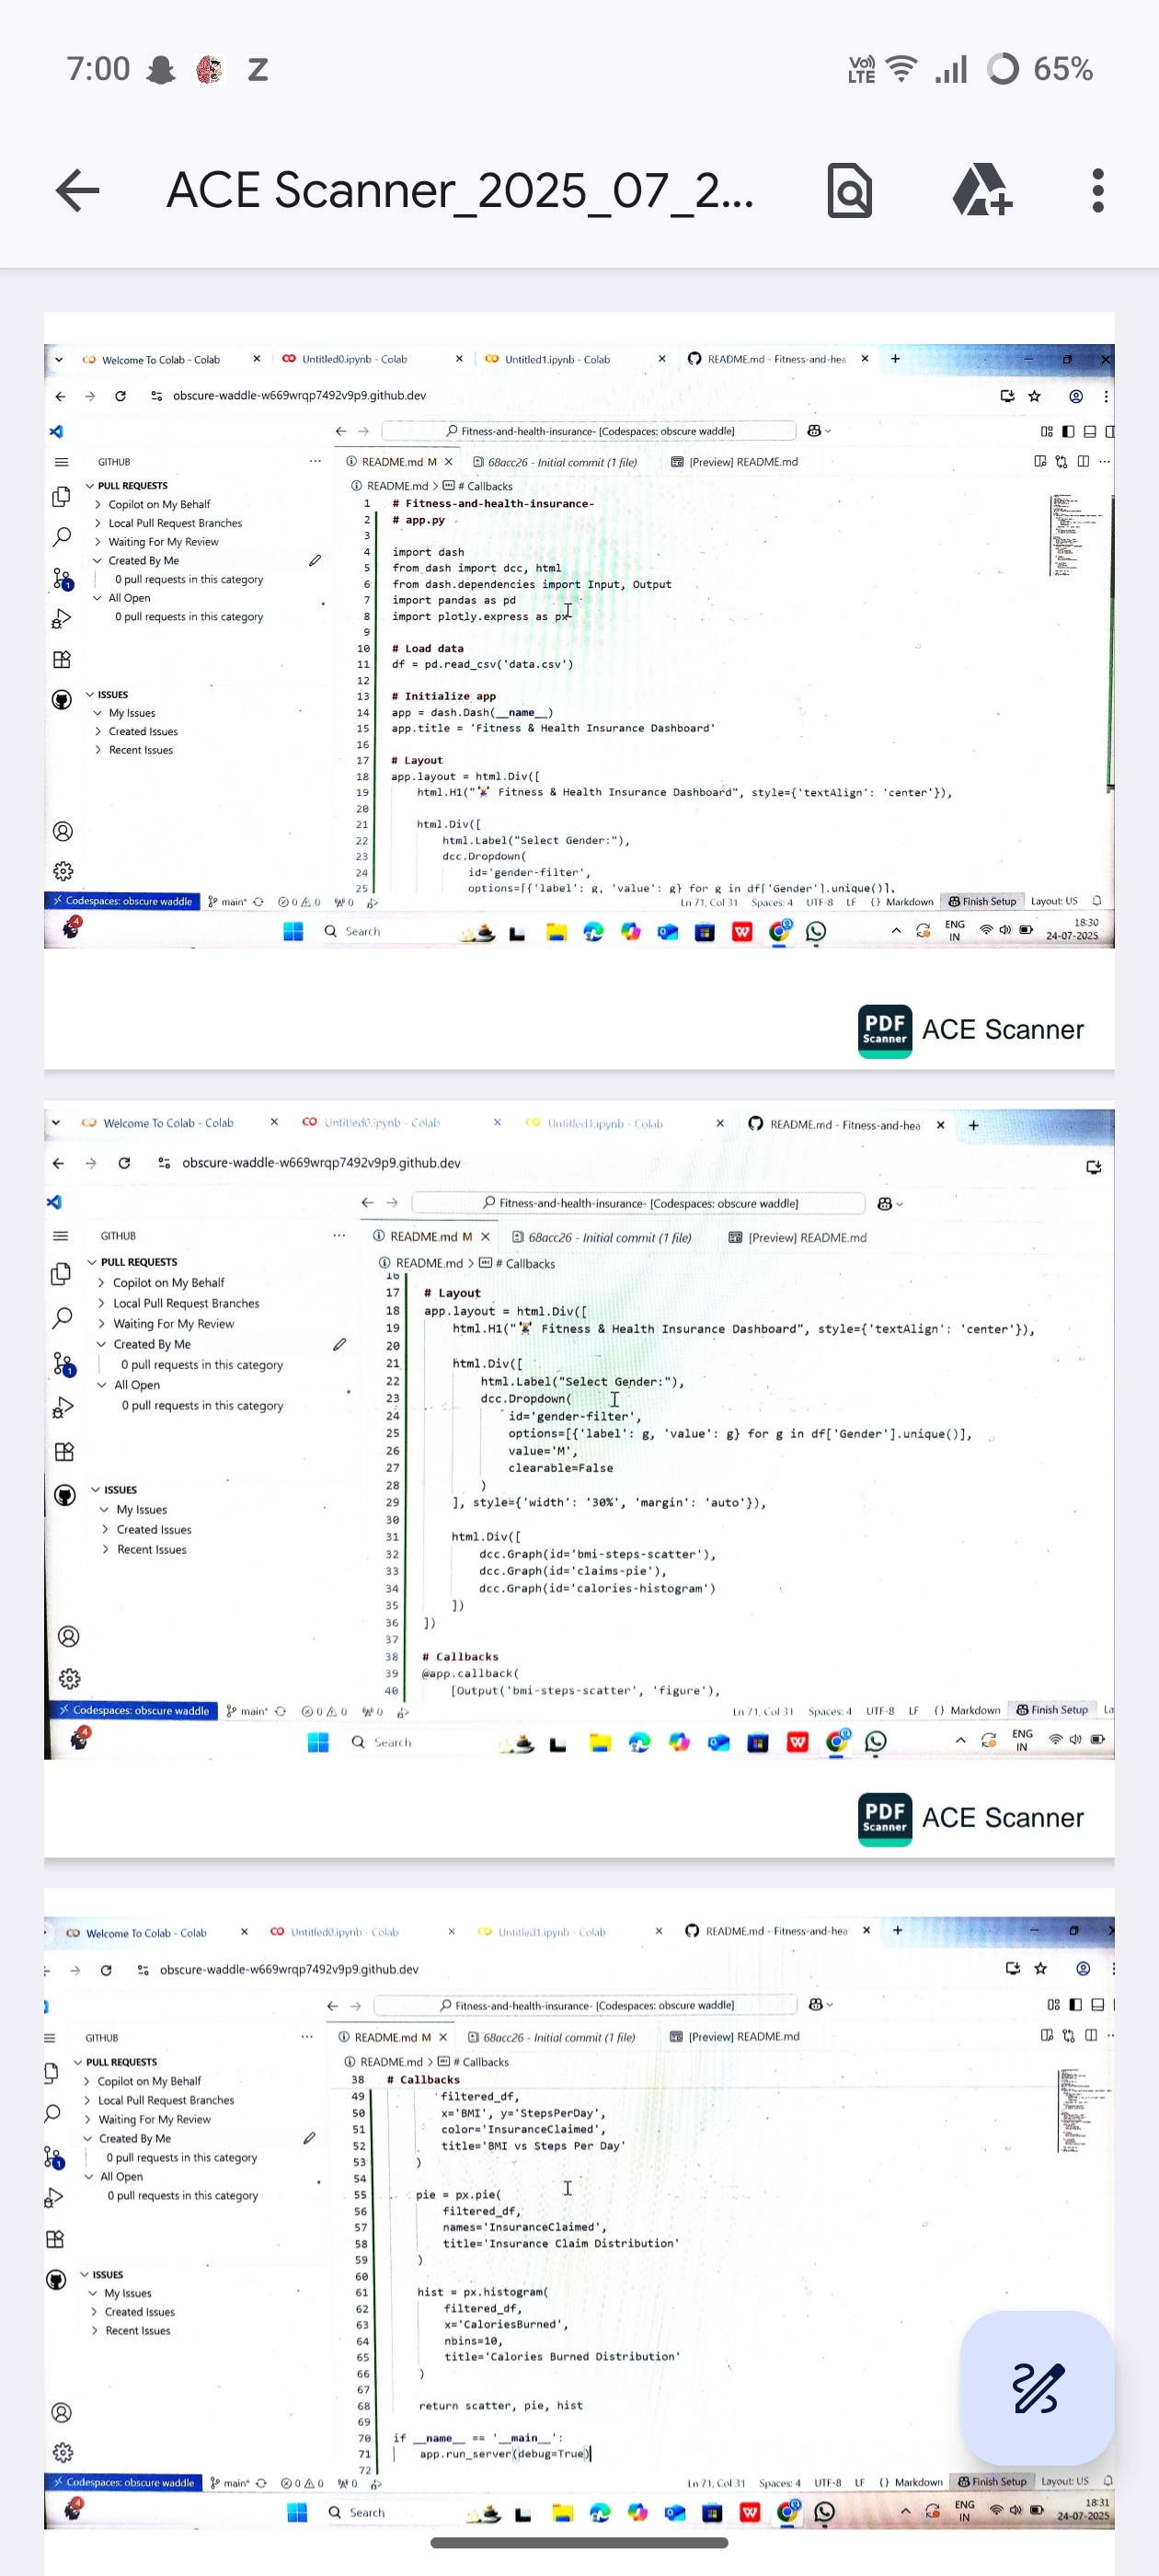 7:00 Z Vo) LTE 65%
ACE Scanner_2025_07_2...
Welcome To Colab - Colab × Untitled0.ipynb - Colab × Untitled1.ipynb - Colab × README.md - Fitness-and-hea × +
obscure-waddle-w669wrqp7492v9p9.github.dev
Fitness-and-health-insurance- [Codespaces: obscure waddle]
GITHUB ... README.md M × 68acc26 - Initial commit (1 file) [Preview] README.md
PULL REQUESTS
Copilot on My Behalf
Local Pull Request Branches
Waiting For My Review
Created By Me
0 pull requests in this category
All Open
0 pull requests in this category
ISSUES
My Issues
Created Issues
Recent Issues
README.md > # Callbacks
1 # Fitness-and-health-insurance-
2 # app.py
3
4 import dash
5 from dash import dcc, html
6 from dash.dependencies import Input, Output
7 import pandas as pd
8 import plotly.express as px
9
10 # Load data
11 df = pd.read_csv('data.csv')
12
13 # Initialize app
14 app = dash.Dash(__name__)
15 app.title = 'Fitness & Health Insurance Dashboard'
16
17 # Layout
18 app.layout = html.Div([
19 html.H1("🏋️ Fitness & Health Insurance Dashboard", style={'textAlign': 'center'}),
20
21 html.Div([
22 html.Label("Select Gender:"),
23 dcc.Dropdown(
24 id='gender-filter',
25 options=[{'label': g, 'value': g} for g in df['Gender'].unique()],
Codespaces: obscure waddle main* 0 0 0 Ln 71, Col 31 Spaces: 4 UTF-8 LF {} Markdown Finish Setup Layout: US
4 Search ENG IN 18:30 24-07-2025
PDF Scanner ACE Scanner
Welcome To Colab - Colab × Untitled0.ipynb - Colab × Untitled1.ipynb - Colab × README.md - Fitness-and-hea × +
obscure-waddle-w669wrqp7492v9p9.github.dev
Fitness-and-health-insurance- [Codespaces: obscure waddle]
GITHUB ... README.md M × 68acc26 - Initial commit (1 file) [Preview] README.md
PULL REQUESTS
Copilot on My Behalf
Local Pull Request Branches
Waiting For My Review
Created By Me
0 pull requests in this category
All Open
0 pull requests in this category
ISSUES
My Issues
Created Issues
Recent Issues
README.md > # Callbacks
16
17 # Layout
18 app.layout = html.Div([
19 html.H1("🏋️ Fitness & Health Insurance Dashboard", style={'textAlign': 'center'}),
20
21 html.Div([
22 html.Label("Select Gender:"),
23 dcc.Dropdown(
24 id='gender-filter',
25 options=[{'label': g, 'value': g} for g in df['Gender'].unique()],
26 value='M',
27 clearable=False
28 )
29 ], style={'width': '30%', 'margin': 'auto'}),
30
31 html.Div([
32 dcc.Graph(id='bmi-steps-scatter'),
33 dcc.Graph(id='claims-pie'),
34 dcc.Graph(id='calories-histogram')
35 ])
36 ])
37
38 # Callbacks
39 @app.callback(
40 [Output('bmi-steps-scatter', 'figure'),
Codespaces: obscure waddle main* 0 0 0 Ln 71, Col 31 Spaces: 4 UTF-8 LF {} Markdown Finish Setup La
4 Search ENG IN
PDF Scanner ACE Scanner
Welcome To Colab - Colab × Untitled0.ipynb - Colab × Untitled1.ipynb - Colab × README.md - Fitness-and-hea × +
obscure-waddle-w669wrqp7492v9p9.github.dev
Fitness-and-health-insurance- [Codespaces: obscure waddle]
GITHUB ... README.md M × 68acc26 - Initial commit (1 file) [Preview] README.md
PULL REQUESTS
Copilot on My Behalf
Local Pull Request Branches
Waiting For My Review
Created By Me
0 pull requests in this category
All Open
0 pull requests in this category
ISSUES
My Issues
Created Issues
Recent Issues
README.md > # Callbacks
38 # Callbacks
49 filtered_df,
50 x='BMI', y='StepsPerDay',
51 color='InsuranceClaimed',
52 title='BMI vs Steps Per Day'
53 )
54
55 pie = px.pie(
56 filtered_df,
57 names='InsuranceClaimed',
58 title='Insurance Claim Distribution'
59 )
60
61 hist = px.histogram(
62 filtered_df,
63 x='CaloriesBurned',
64 nbins=10,
65 title='Calories Burned Distribution'
66 )
67
68 return scatter, pie, hist
69
70 if __name__ == '__main__':
71 app.run_server(debug=True)
72
Codespaces: obscure waddle main* 0 0 0 Ln 71, Col 31 Spaces: 4 UTF-8 LF {} Markdown Finish Setup Layout: US
4 Search ENG IN 18:31 24-07-2025